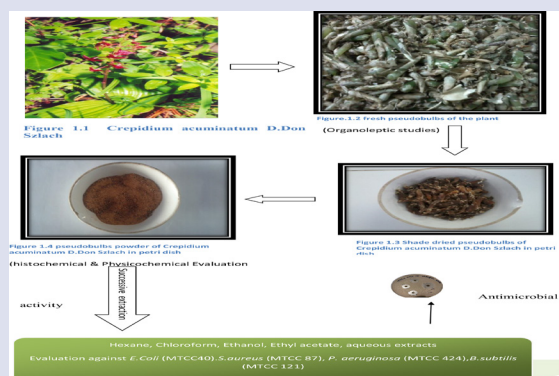 Figure 1.1 Crepidium acuminatum D.Don
Szlach
Figure.1.2 fresh pseudobulbs of the plant
(Organoleptic studies)
Figure 1.3 Shade dried pseudobulbs of
Crepidium acuminatum D.Don Szlach in petri
dish
Figure 1.4 pseudobulbs powder of Crepidium
acuminatum D.Don Szlach in petri dish
(histochemical & Physicochemical Evaluation
Successive extraction
activity
Antimicrobial
Hexane, Chloroform, Ethanol, Ethyl acetate, aqueous extracts
Evaluation against E.Coli (MTCC40).S.aureus (MTCC 87), P. aeruginosa (MTCC 424),B.subtilis
(MTCC 121)